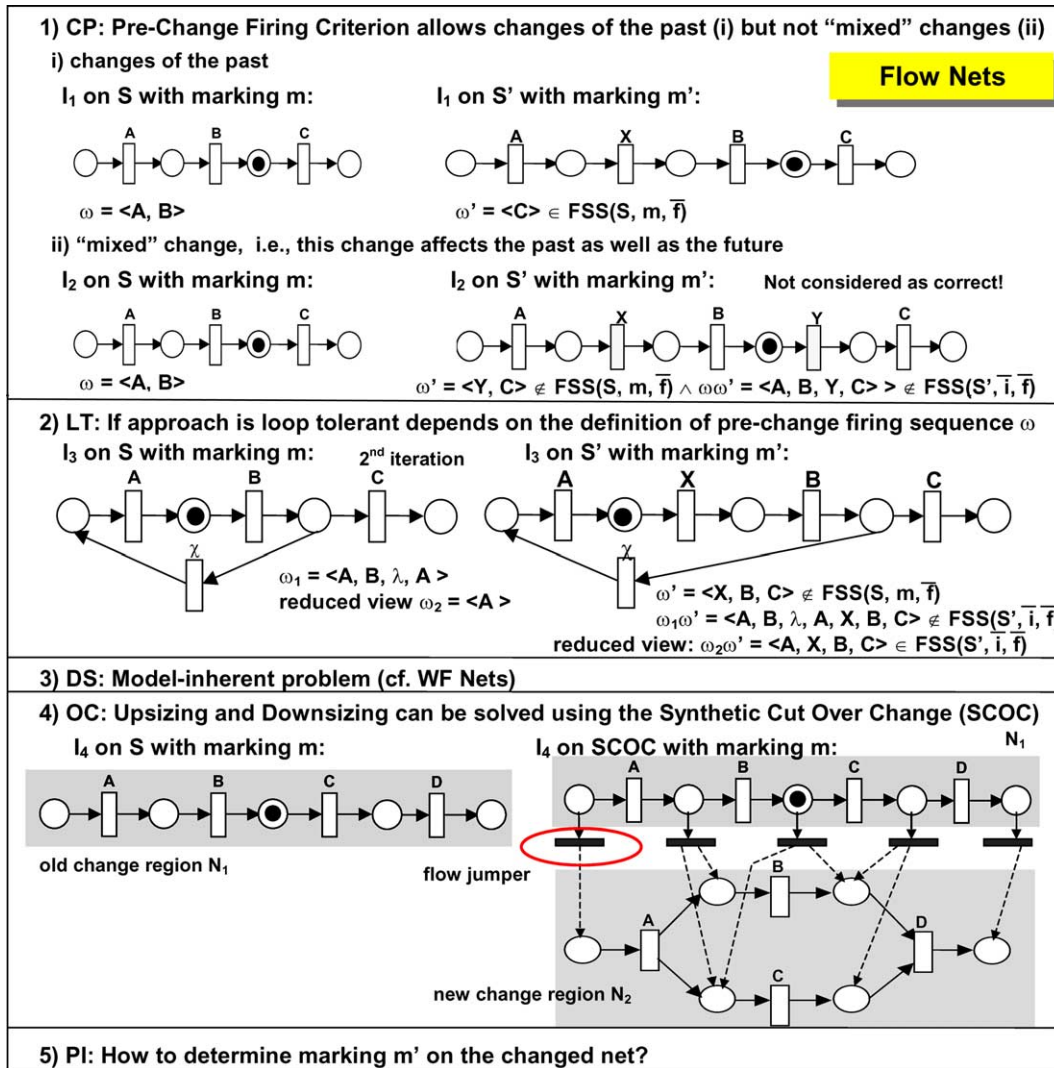 1) CP: Pre-Change Firing Criterion allows changes of the past (i) but not “mixed” changes (ii)
i) changes of the past
Flow Nets
I₁ on S with marking m:
I₁ on S’ with marking m’:
A B C
A X B C
ω = <A, B>
ω’ = <C> ∈ FSS(S, m, f̅)
ii) “mixed” change, i.e., this change affects the past as well as the future
I₂ on S with marking m:
I₂ on S’ with marking m’:
Not considered as correct!
A B C
A X B Y C
ω = <A, B>
ω’ = <Y, C> ∉ FSS(S, m, f̅) ∧ ωω’ = <A, B, Y, C> > ∉ FSS(S’, i̅, f̅)
2) LT: If approach is loop tolerant depends on the definition of pre-change firing sequence ω
I₃ on S with marking m:
2ⁿᵈ iteration
I₃ on S’ with marking m’:
A B C
A X B C
χ
χ
ω₁ = <A, B, λ, A >
reduced view ω₂ = <A >
ω’ = <X, B, C> ∉ FSS(S, m, f̅)
ω₁ω’ = <A, B, λ, A, X, B, C> ∉ FSS(S’, i̅, f̅
reduced view: ω₂ω’ = <A, X, B, C> ∈ FSS(S’, i̅, f̅)
3) DS: Model-inherent problem (cf. WF Nets)
4) OC: Upsizing and Downsizing can be solved using the Synthetic Cut Over Change (SCOC)
I₄ on S with marking m:
I₄ on SCOC with marking m:
N₁
A B C D
A B C D
old change region N₁
flow jumper
B
A
D
C
new change region N₂
5) PI: How to determine marking m’ on the changed net?